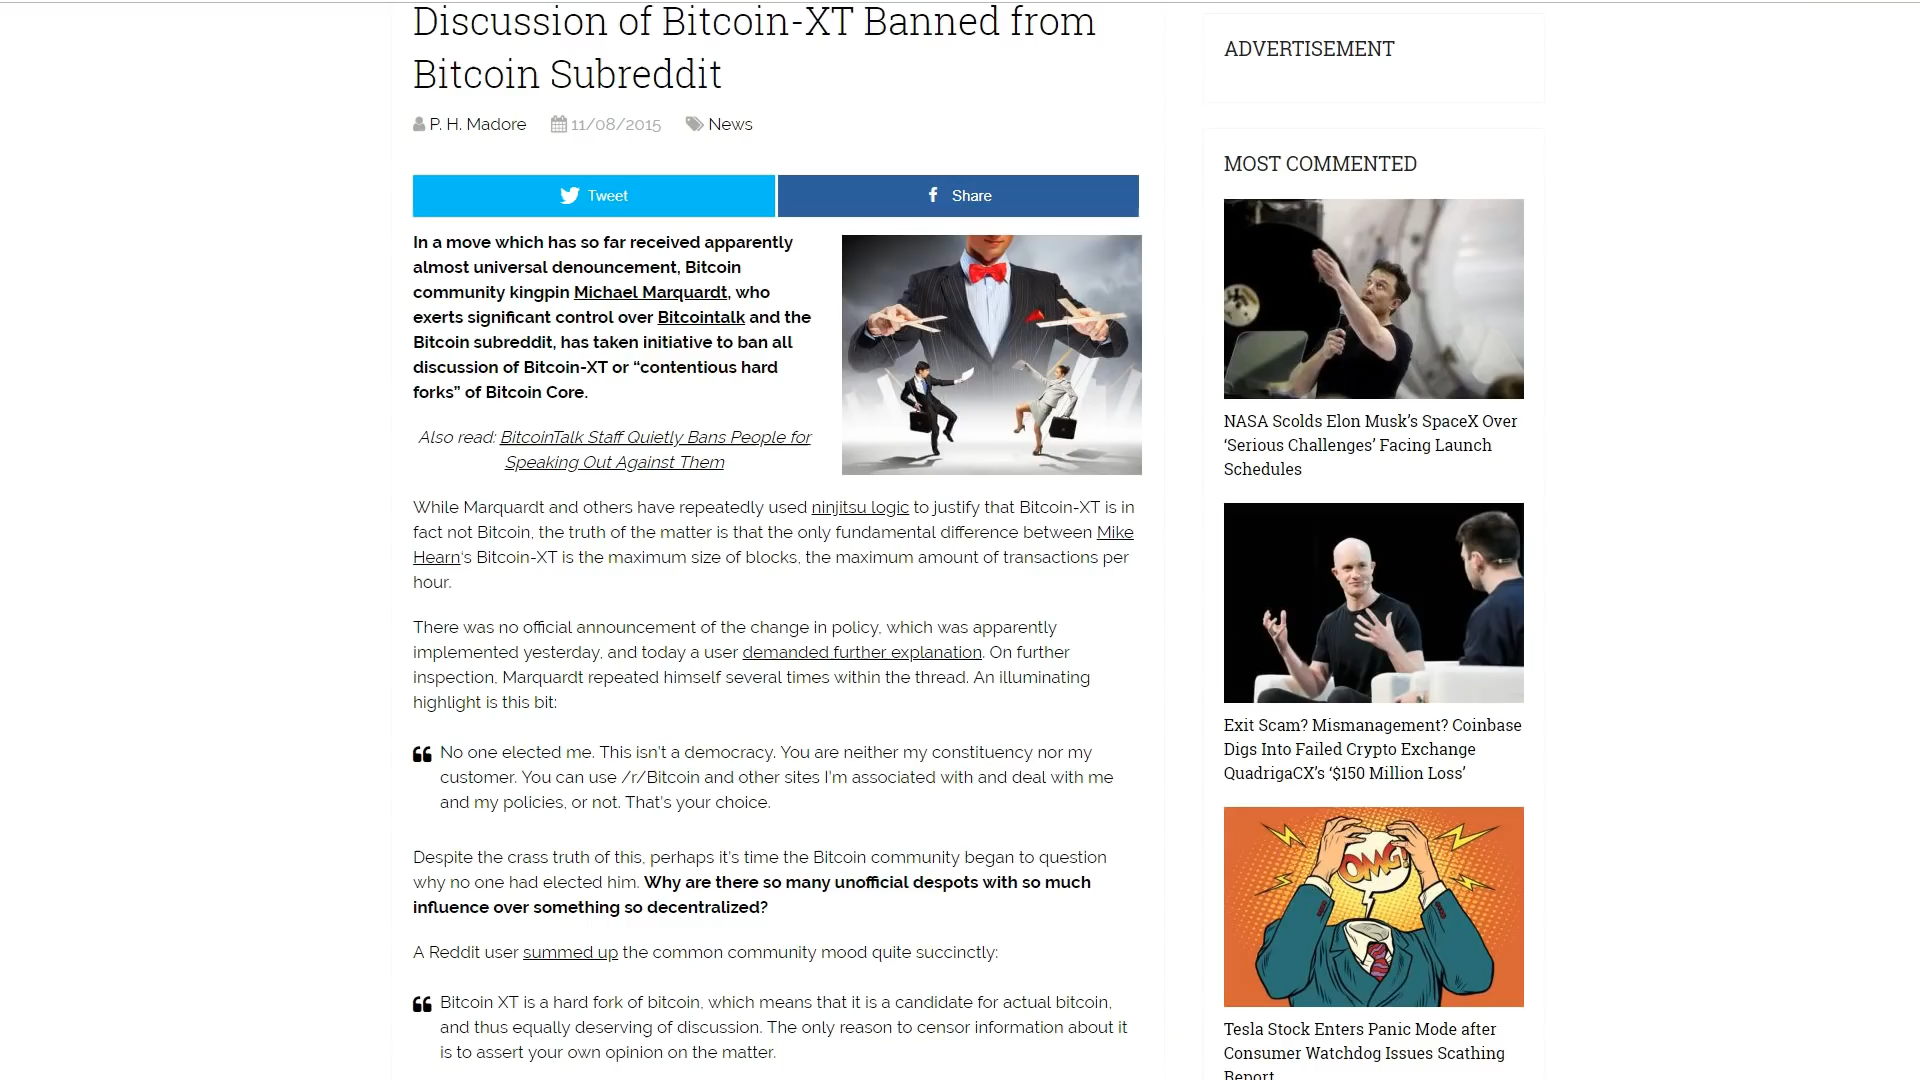 Discussion of Bitcoin-XT Banned from
Bitcoin Subreddit
P. H. Madore 11/08/2015 News
Tweet
Share
In a move which has so far received apparently
almost universal denouncement, Bitcoin
community kingpin Michael Marquardt, who
exerts significant control over Bitcointalk and the
Bitcoin subreddit, has taken initiative to ban all
discussion of Bitcoin-XT or “contentious hard
forks” of Bitcoin Core.
Also read: BitcoinTalk Staff Quietly Bans People for
Speaking Out Against Them
While Marquardt and others have repeatedly used ninjitsu logic to justify that Bitcoin-XT is in
fact not Bitcoin, the truth of the matter is that the only fundamental difference between Mike
Hearn‘s Bitcoin-XT is the maximum size of blocks, the maximum amount of transactions per
hour.
There was no official announcement of the change in policy, which was apparently
implemented yesterday, and today a user demanded further explanation. On further
inspection, Marquardt repeated himself several times within the thread. An illuminating
highlight is this bit:
No one elected me. This isn’t a democracy. You are neither my constituency nor my
customer. You can use /r/Bitcoin and other sites I’m associated with and deal with me
and my policies, or not. That’s your choice.
Despite the crass truth of this, perhaps it’s time the Bitcoin community began to question
why no one had elected him. Why are there so many unofficial despots with so much
influence over something so decentralized?
A Reddit user summed up the common community mood quite succinctly:
Bitcoin XT is a hard fork of bitcoin, which means that it is a candidate for actual bitcoin,
and thus equally deserving of discussion. The only reason to censor information about it
is to assert your own opinion on the matter.
ADVERTISEMENT
MOST COMMENTED
NASA Scolds Elon Musk’s SpaceX Over
‘Serious Challenges’ Facing Launch
Schedules
Exit Scam? Mismanagement? Coinbase
Digs Into Failed Crypto Exchange
QuadrigaCX’s ‘$150 Million Loss’
OMG!
Tesla Stock Enters Panic Mode after
Consumer Watchdog Issues Scathing
Report